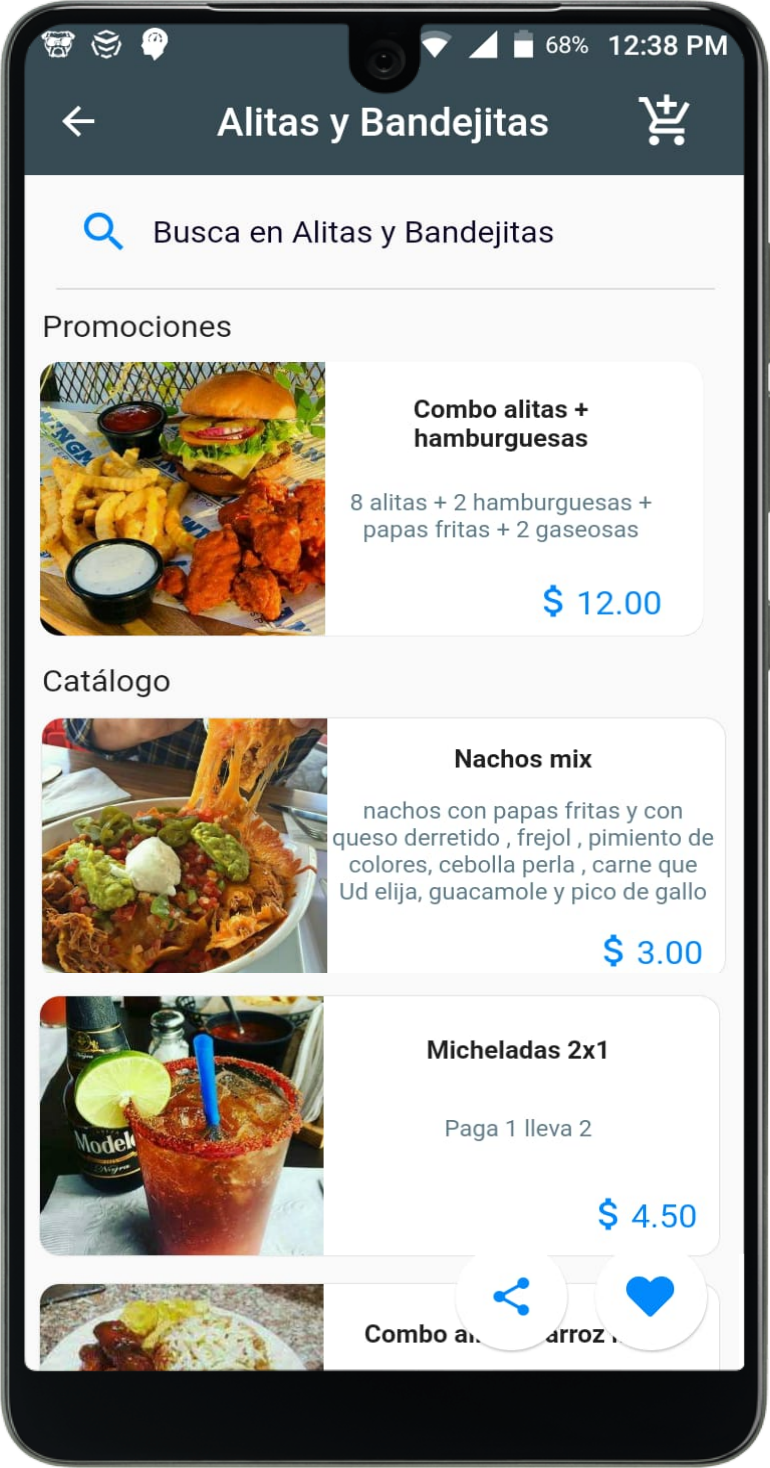 68% 12:38 PM
Alitas y Bandejitas
Busca en Alitas y Bandejitas
Promociones
Combo alitas +
hamburguesas
8 alitas + 2 hamburguesas +
papas fritas + 2 gaseosas
$ 12.00
Catálogo
Nachos mix
nachos con papas fritas y con
queso derretido , frejol , pimiento de
colores, cebolla perla , carne que
Ud elija, guacamole y pico de gallo
$ 3.00
Micheladas 2x1
Paga 1 lleva 2
Modelo
Negra
$ 4.50
Combo arroz